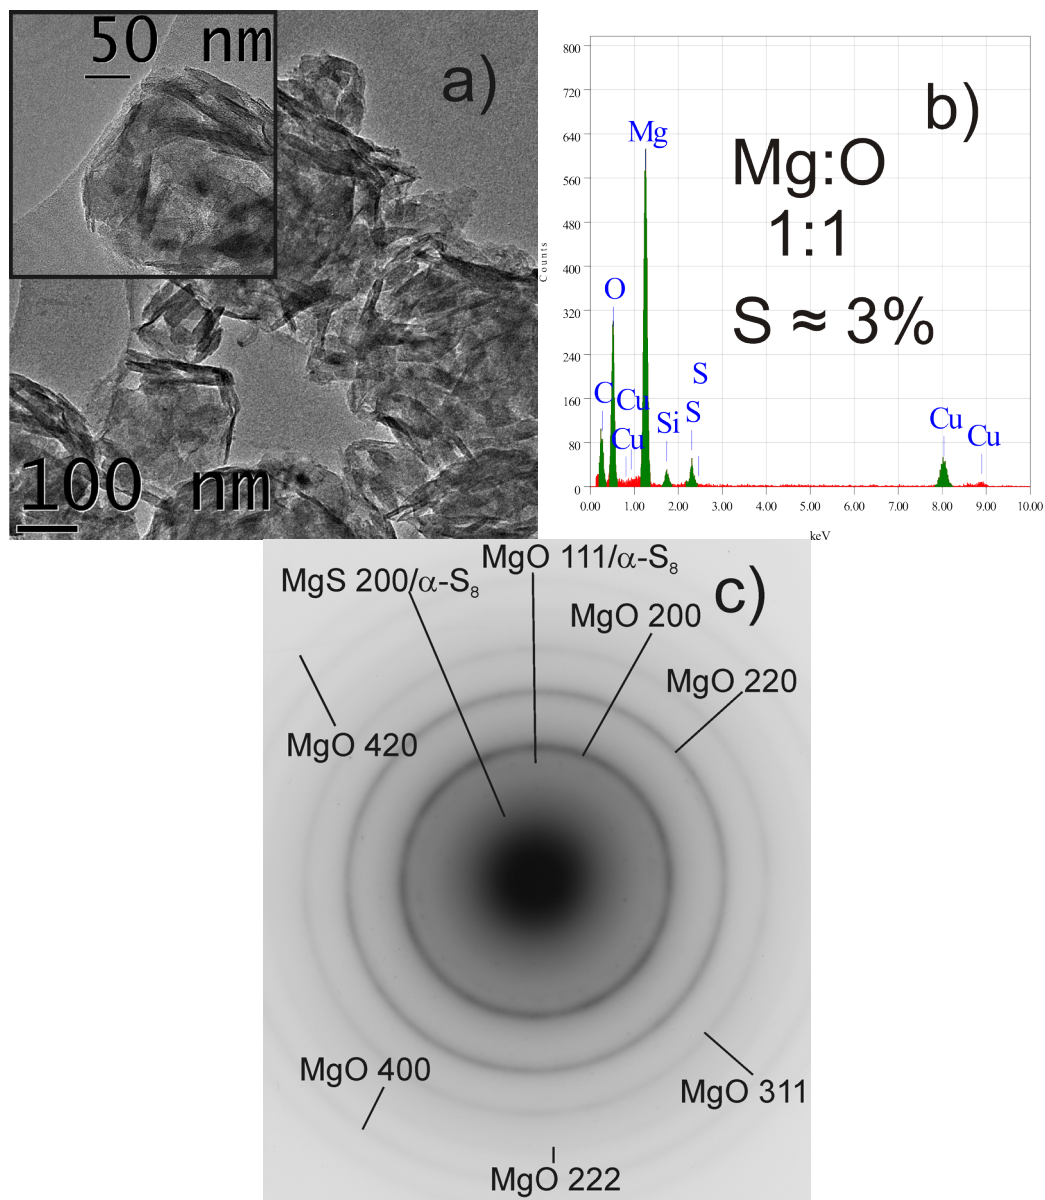 50 nm
a)
100 nm
b)
Mg:O
1:1
S ≈ 3%
800
720
640
560
480
400
320
240
160
80
0
Counts
Mg
O
C
Cu
Cu
Si
S
S
Cu
Cu
0.00 1.00 2.00 3.00 4.00 5.00 6.00 7.00 8.00 9.00 10.00
keV
c)
MgO 111/α-S₈
MgS 200/α-S₈
MgO 200
MgO 220
MgO 420
MgO 400
MgO 311
MgO 222